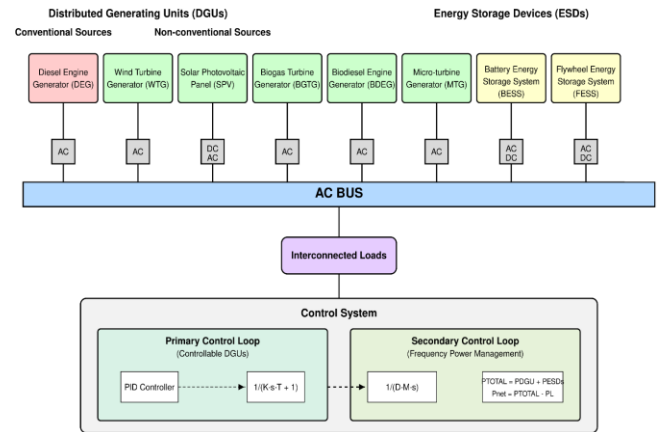 Distributed Generating Units (DGUs)
Energy Storage Devices (ESDs)
Conventional Sources
Non-conventional Sources
Diesel Engine
Generator (DEG)
Wind Turbine
Generator (WTG)
Solar Photovoltaic
Panel (SPV)
Biogas Turbine
Generator (BGTG)
Biodiesel Engine
Generator (BDEG)
Micro-turbine
Generator (MTG)
Battery Energy
Storage System
(BESS)
Flywheel Energy
Storage System
(FESS)
AC
AC
DC
AC
AC
AC
AC
AC
DC
AC
DC
AC BUS
Interconnected Loads
Control System
Primary Control Loop
(Controllable DGUs)
PID Controller
1/(K·s·T + 1)
Secondary Control Loop
(Frequency Power Management)
1/(D·M·s)
PTOTAL = PDGU + PESDs
Pnet = PTOTAL - PL